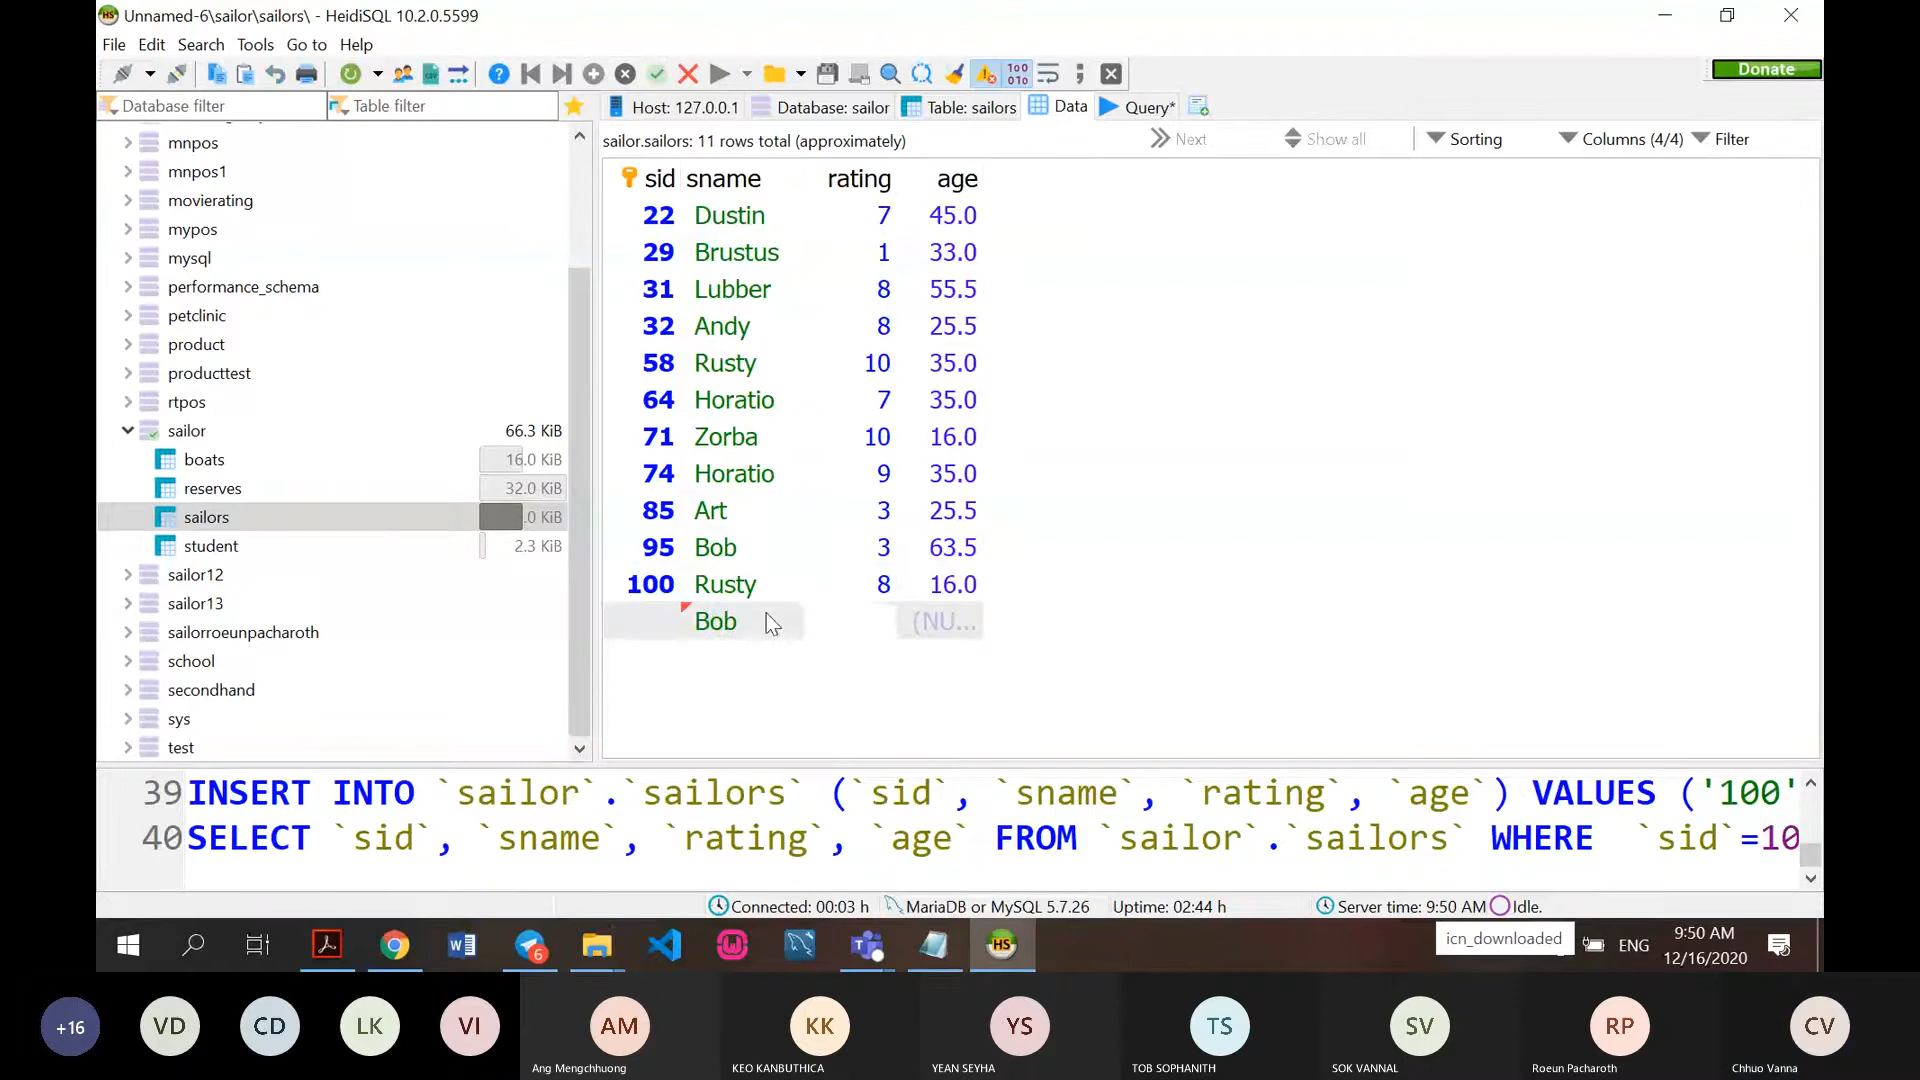 Unnamed-6\sailor\sailors\ - HeidiSQL 10.2.0.5599
File Edit Search Tools Go to Help
Donate
Database filter Table filter Host: 127.0.0.1 Database: sailor Table: sailors Data Query*
sailor.sailors: 11 rows total (approximately) Next Show all Sorting Columns (4/4) Filter
mnpos
mnpos1
movierating
mypos
mysql
performance_schema
petclinic
product
producttest
rtpos
sailor 66.3 KiB
boats 16.0 KiB
reserves 32.0 KiB
sailors .0 KiB
student 2.3 KiB
sailor12
sailor13
sailorroeunpacharoth
school
secondhand
sys
test
sid sname rating age
22 Dustin 7 45.0
29 Brustus 1 33.0
31 Lubber 8 55.5
32 Andy 8 25.5
58 Rusty 10 35.0
64 Horatio 7 35.0
71 Zorba 10 16.0
74 Horatio 9 35.0
85 Art 3 25.5
95 Bob 3 63.5
100 Rusty 8 16.0
Bob (NU...
39 INSERT INTO `sailor`.`sailors` (`sid`, `sname`, `rating`, `age`) VALUES ('100'
40 SELECT `sid`, `sname`, `rating`, `age` FROM `sailor`.`sailors` WHERE `sid`=10
Connected: 00:03 h MariaDB or MySQL 5.7.26 Uptime: 02:44 h Server time: 9:50 AM Idle.
icn_downloaded
6
HS
ENG
9:50 AM
12/16/2020
+16 VD CD LK VI AM KK YS TS SV RP CV
Ang Mengchhuong KEO KANBUTHICA YEAN SEYHA TOB SOPHANITH SOK VANNAL Roeun Pacharoth Chhuo Vanna